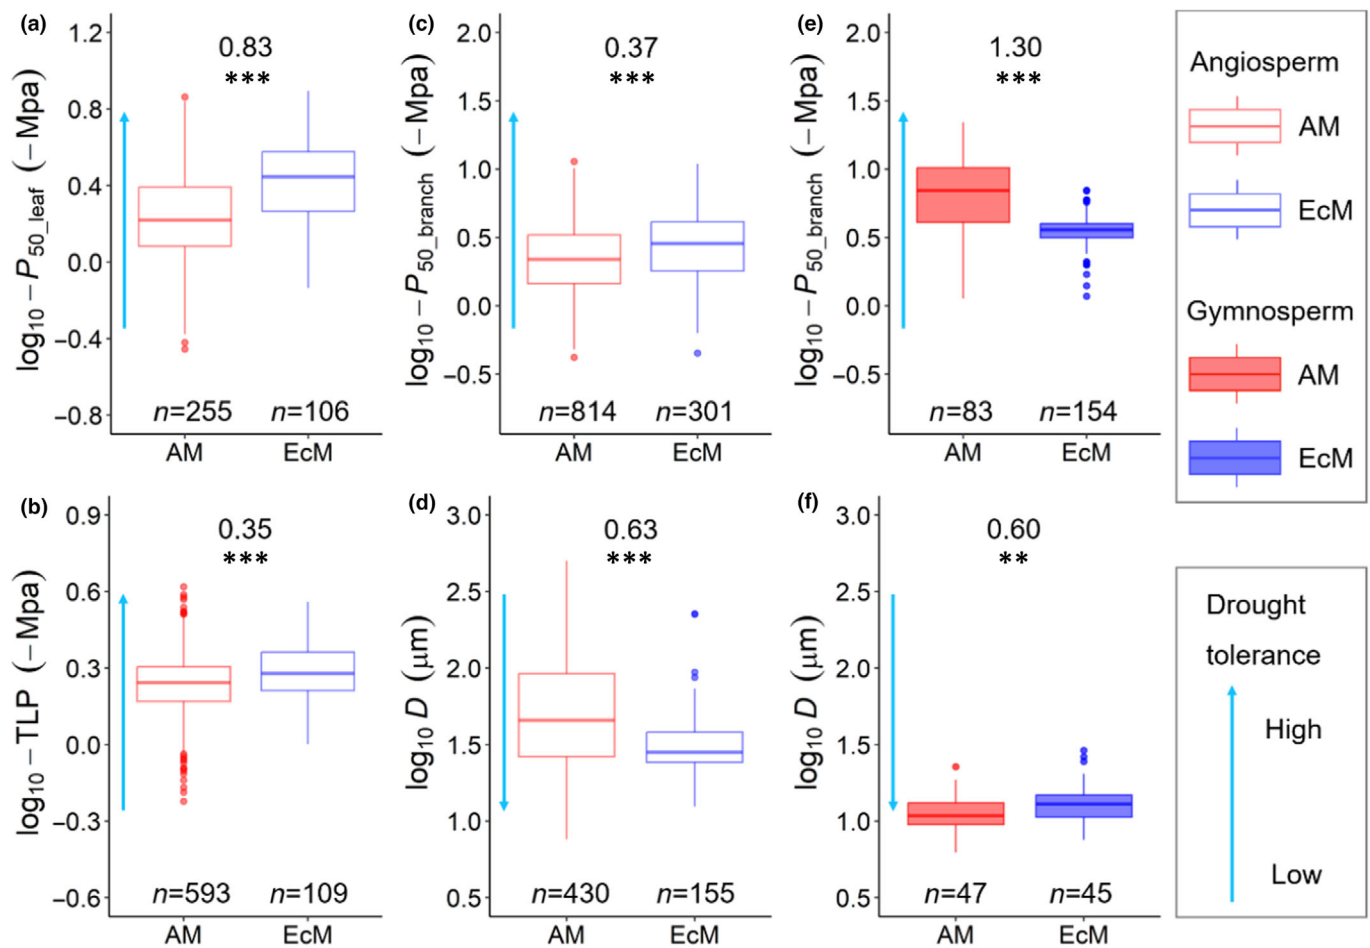 (a)
1.2
0.8
0.4
0.0
−0.4
−0.8
log10 − P50_leaf (−Mpa)
0.83
***
n=255
n=106
AM
EcM
(c)
2.0
1.5
1.0
0.5
0.0
−0.5
log10 − P50_branch (−Mpa)
0.37
***
n=814
n=301
AM
EcM
(e)
2.0
1.5
1.0
0.5
0.0
−0.5
log10 − P50_branch (−Mpa)
1.30
***
n=83
n=154
AM
EcM
Angiosperm
AM
EcM
Gymnosperm
AM
EcM
(b)
0.9
0.6
0.3
0.0
−0.3
−0.6
log10 −TLP (−Mpa)
0.35
***
n=593
n=109
AM
EcM
(d)
3.0
2.5
2.0
1.5
1.0
0.5
log10 D (μm)
0.63
***
n=430
n=155
AM
EcM
(f)
3.0
2.5
2.0
1.5
1.0
0.5
log10 D (μm)
0.60
**
n=47
n=45
AM
EcM
Drought
tolerance
High
Low